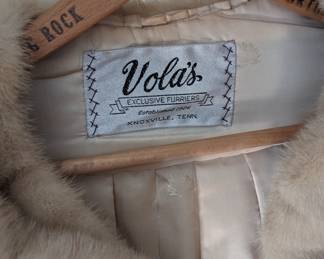 ROCK
Vola's
EXCLUSIVE FURRIERS
KNOXVILLE, TENN.